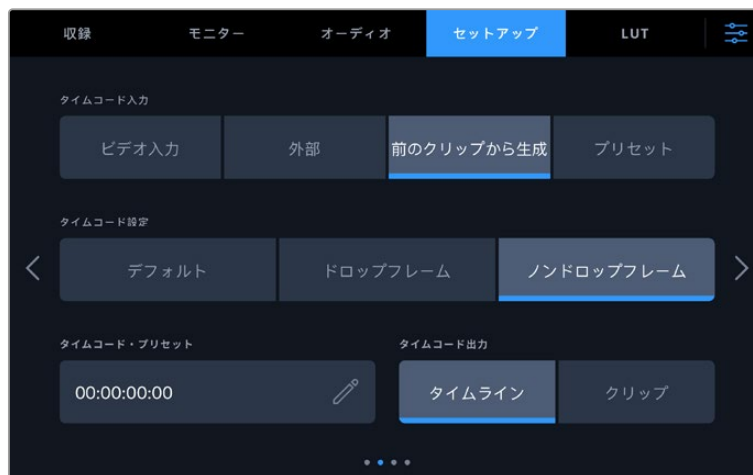 収録 モニター オーディオ セットアップ LUT
タイムコード入力
ビデオ入力 外部 前のクリップから生成 プリセット
タイムコード設定
デフォルト ドロップフレーム ノンドロップフレーム
タイムコード・プリセット タイムコード出力
00:00:00:00 タイムライン クリップ